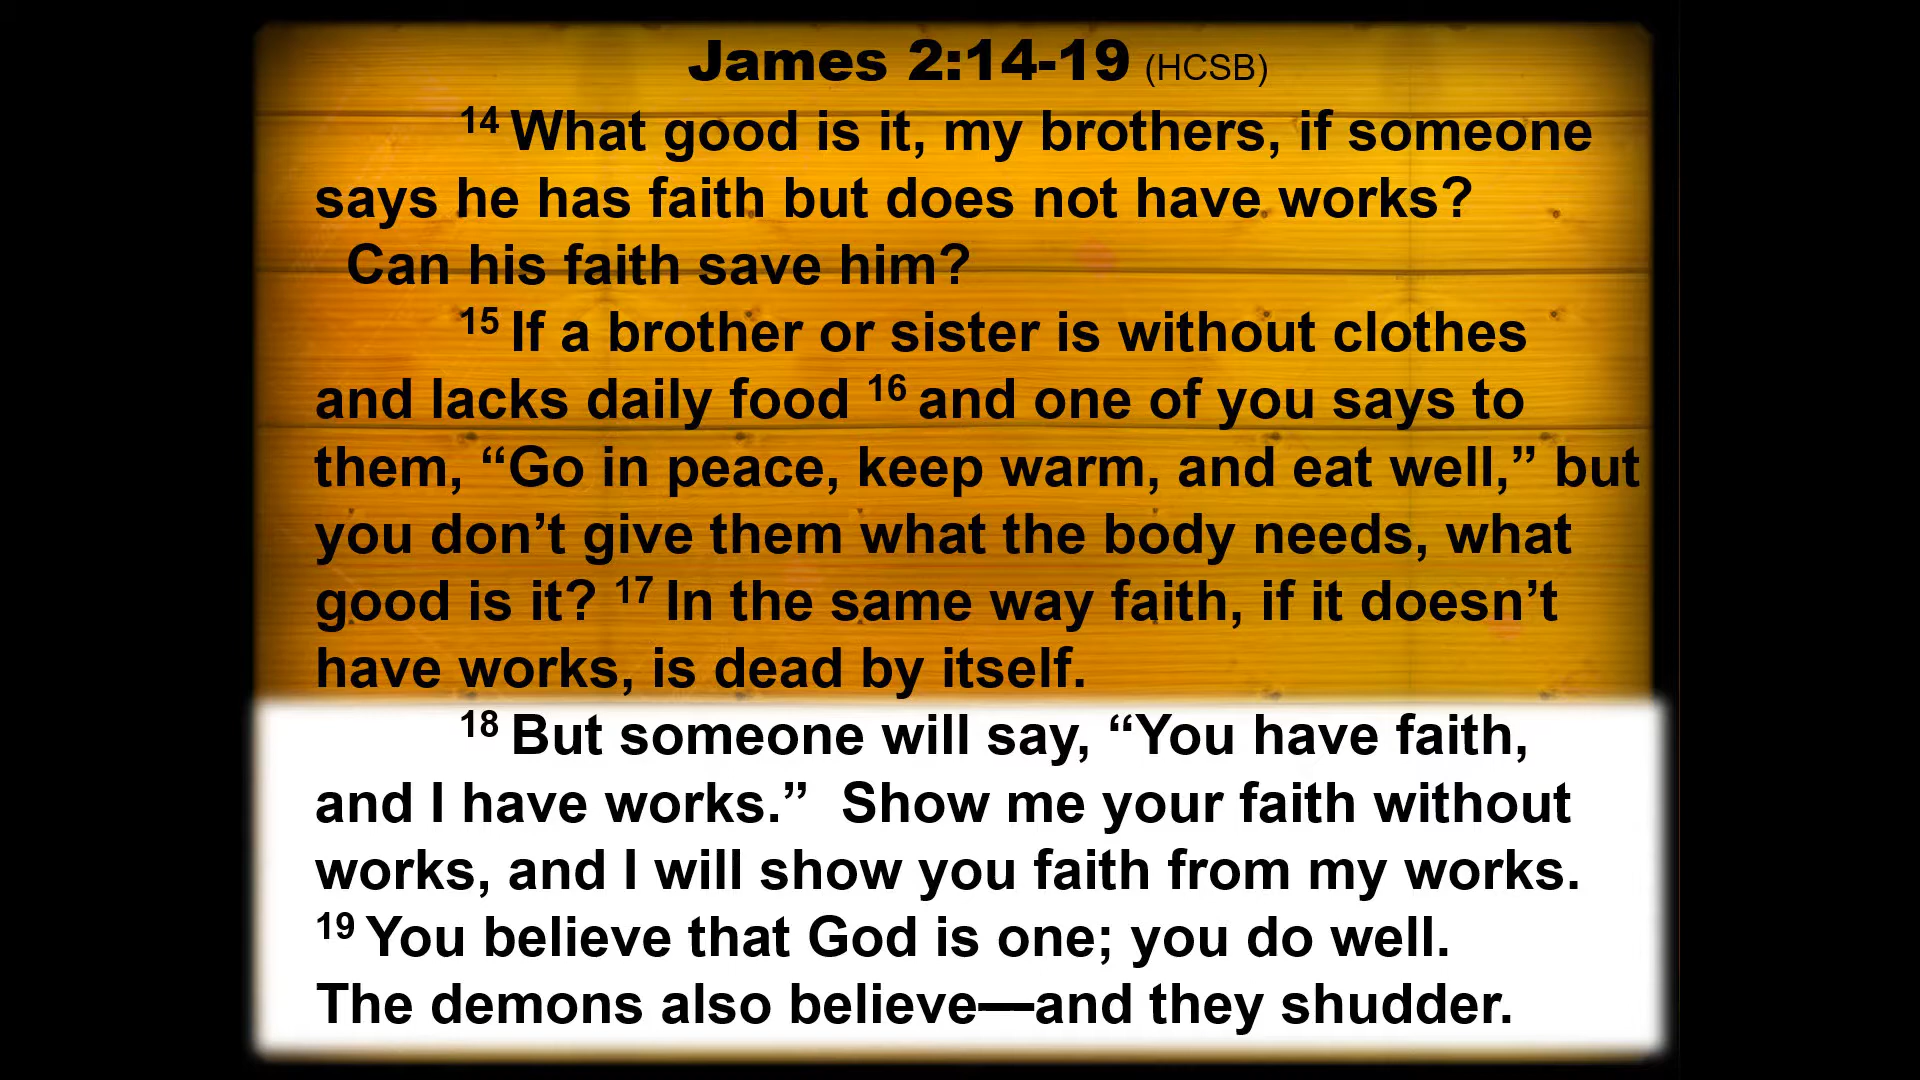 James 2:14-19 (HCSB)
14 What good is it, my brothers, if someone
says he has faith but does not have works?
Can his faith save him?
15 If a brother or sister is without clothes
and lacks daily food 16 and one of you says to
them, “Go in peace, keep warm, and eat well,” but
you don’t give them what the body needs, what
good is it? 17 In the same way faith, if it doesn’t
have works, is dead by itself.
18 But someone will say, “You have faith,
and I have works.”  Show me your faith without
works, and I will show you faith from my works.
19 You believe that God is one; you do well.
The demons also believe—and they shudder.